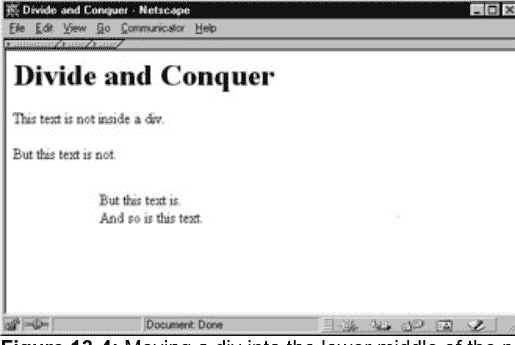 Divide and Conquer - Netscape
File Edit View Go Communicator Help
Divide and Conquer
This text is not inside a div.
But this text is not.
But this text is.
And so is this text.
Document: Done
Figure 13-4: Moving a div into the lower middle of the